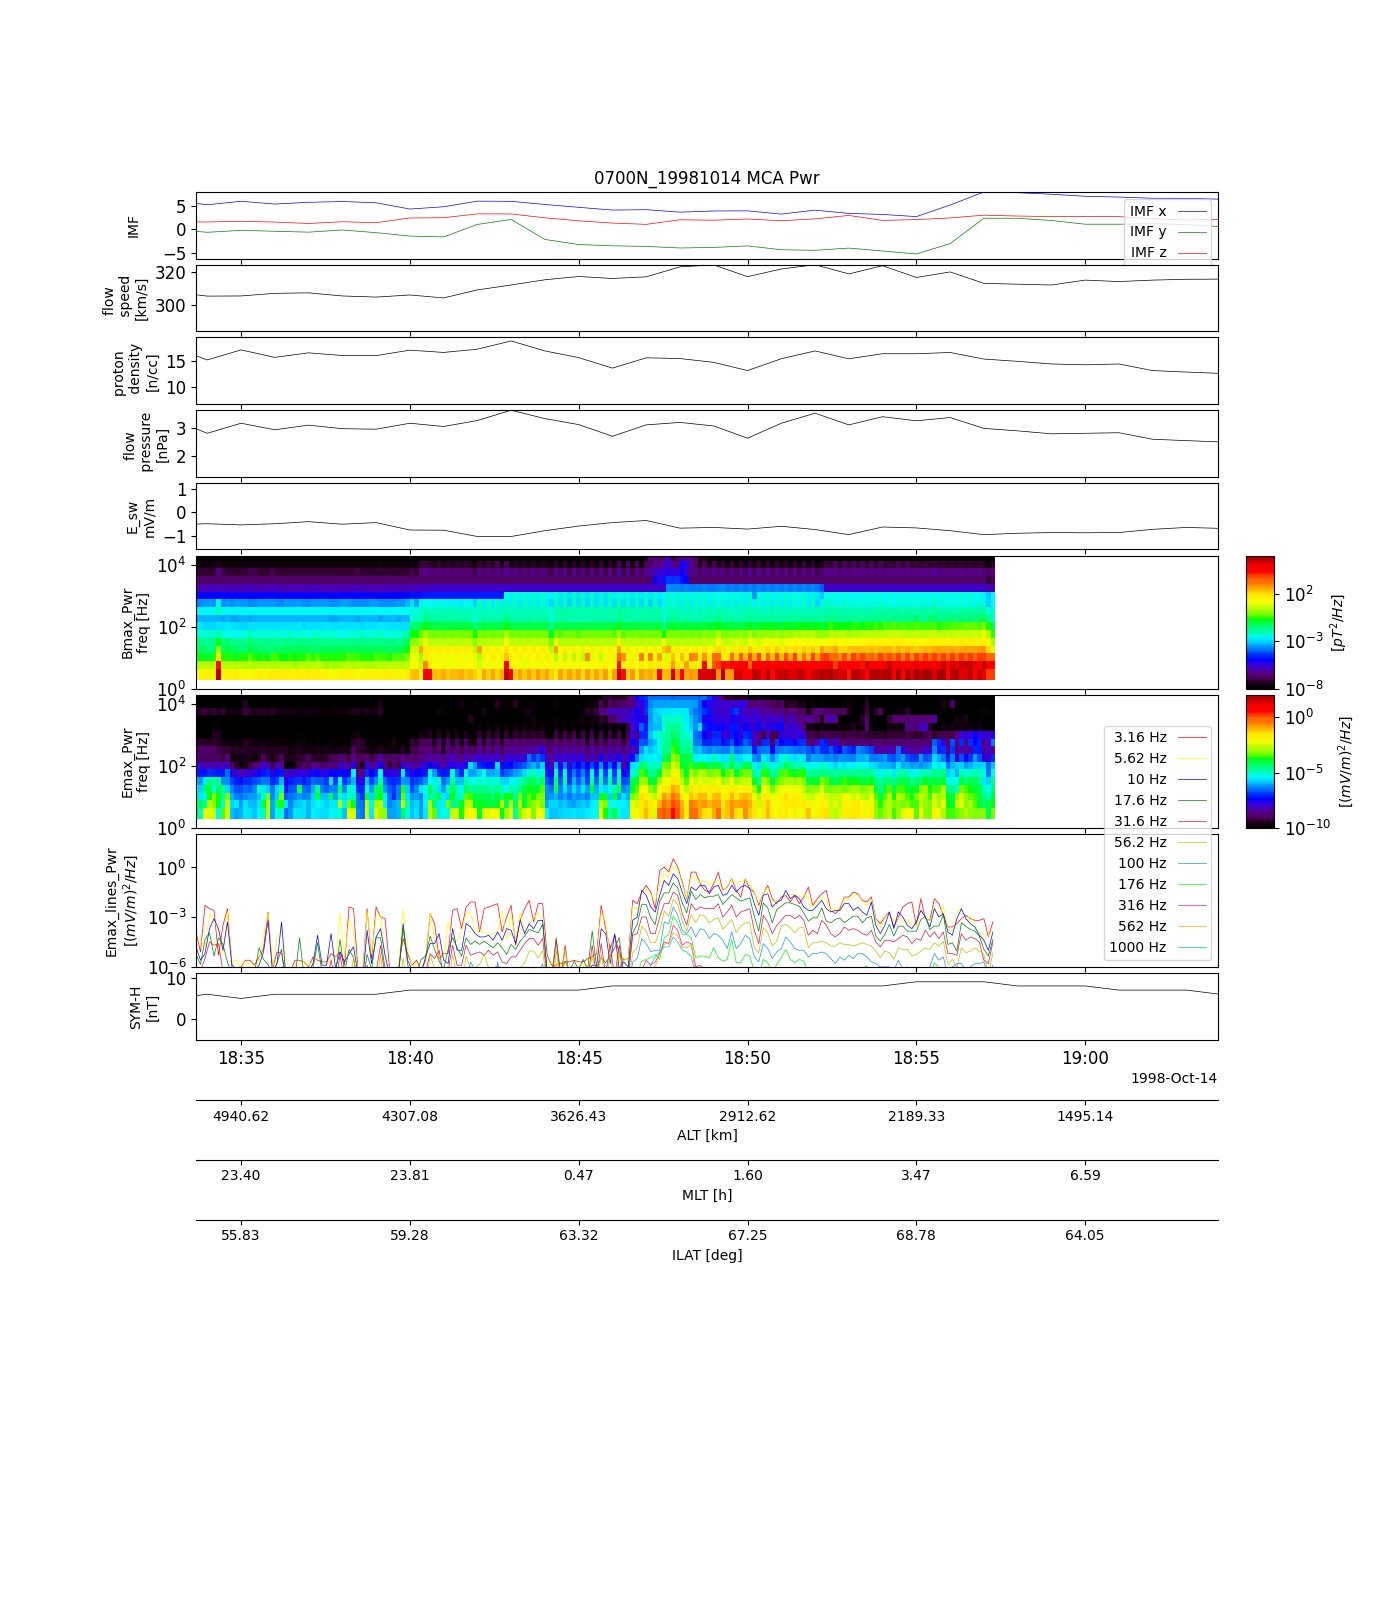 0700N_19981014 MCA Pwr
IMF
5
0
−5
IMF x
IMF y
IMF z
flow
speed
[km/s]
320
300
proton
density
[n/cc]
15
10
flow
pressure
[nPa]
3
2
E_sw
mV/m
1
0
−1
Bmax_Pwr
freq [Hz]
10^4
10^2
10^0
10^2
10^−3
10^−8
[pT^2/Hz]
Emax_Pwr
freq [Hz]
10^4
10^2
10^0
10^0
10^−5
10^−10
[(mV/m)^2/Hz]
3.16 Hz
5.62 Hz
10 Hz
17.6 Hz
31.6 Hz
56.2 Hz
100 Hz
176 Hz
316 Hz
562 Hz
1000 Hz
Emax_lines_Pwr
[(mV/m)^2/Hz]
10^0
10^−3
10^−6
SYM-H
[nT]
10
0
18:35 18:40 18:45 18:50 18:55 19:00
1998-Oct-14
4940.62 4307.08 3626.43 2912.62 2189.33 1495.14
ALT [km]
23.40 23.81 0.47 1.60 3.47 6.59
MLT [h]
55.83 59.28 63.32 67.25 68.78 64.05
ILAT [deg]